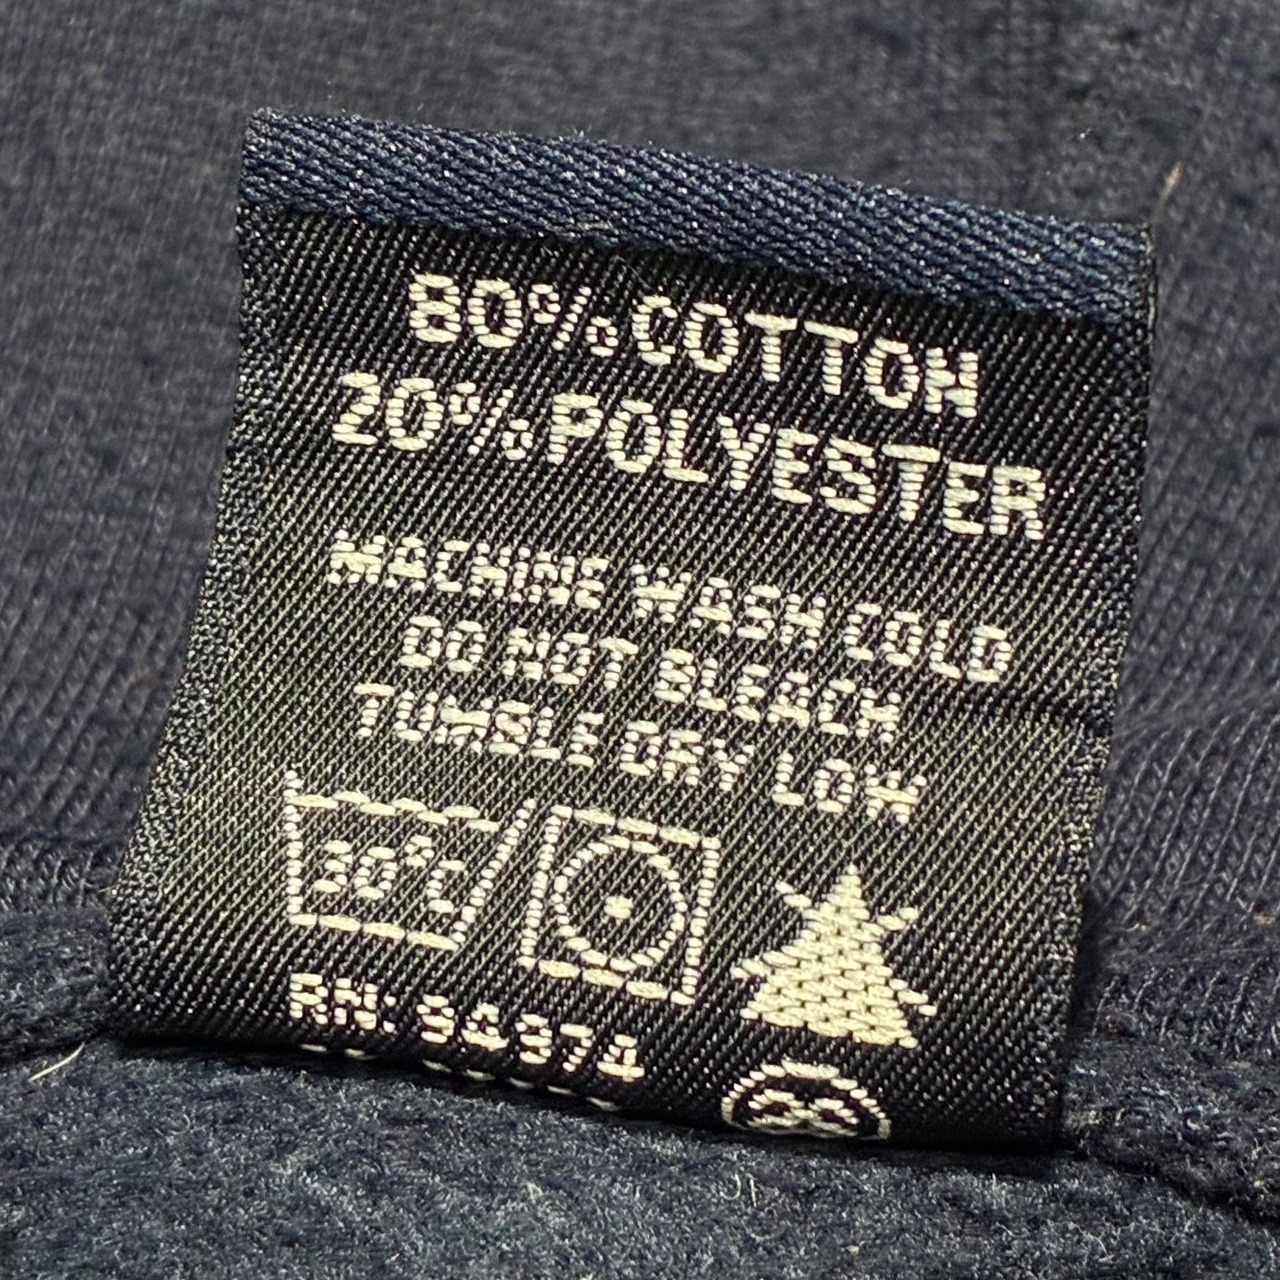 80% COTTON
20% POLYESTER
MACHINE WASH COLD
DO NOT BLEACH
TUMBLE DRY LOW
30°C
RN: 94974